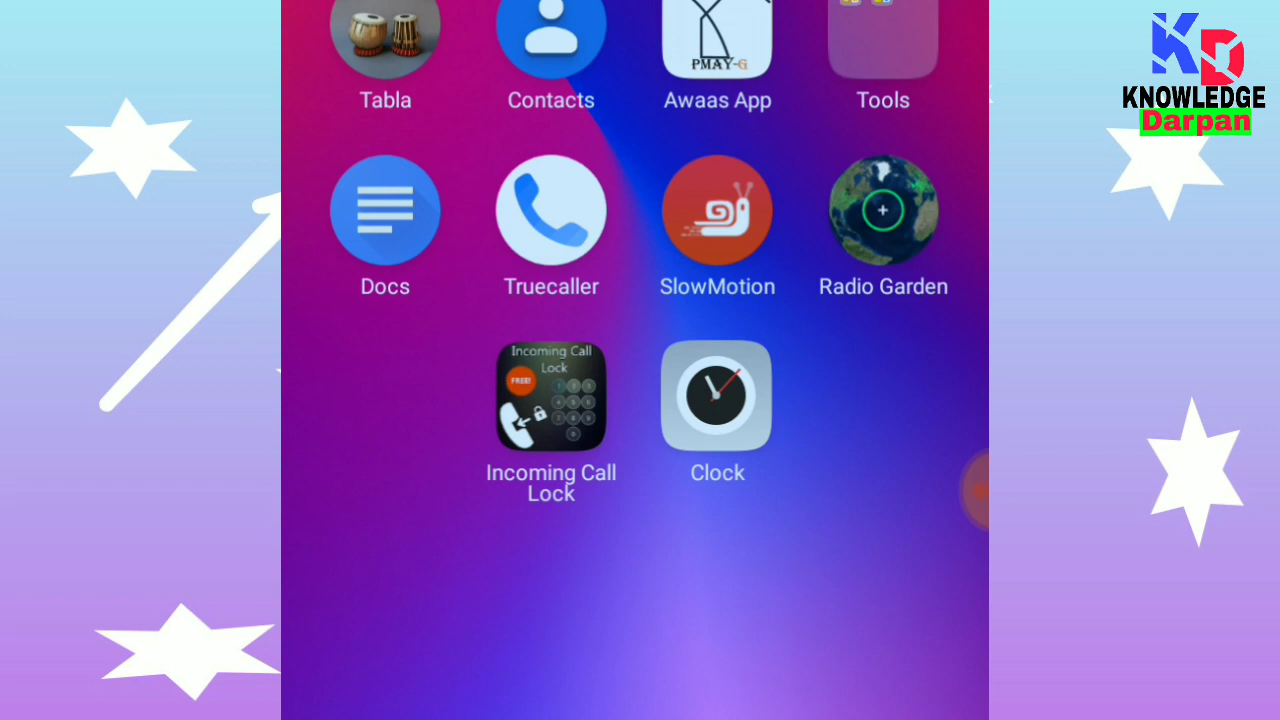 KD
KNOWLEDGE
Darpan
PMAY-G
Tabla
Contacts
Awaas App
Tools
Docs
Truecaller
SlowMotion
Radio Garden
Incoming Call
Lock
FREE!
Incoming Call
Lock
Clock